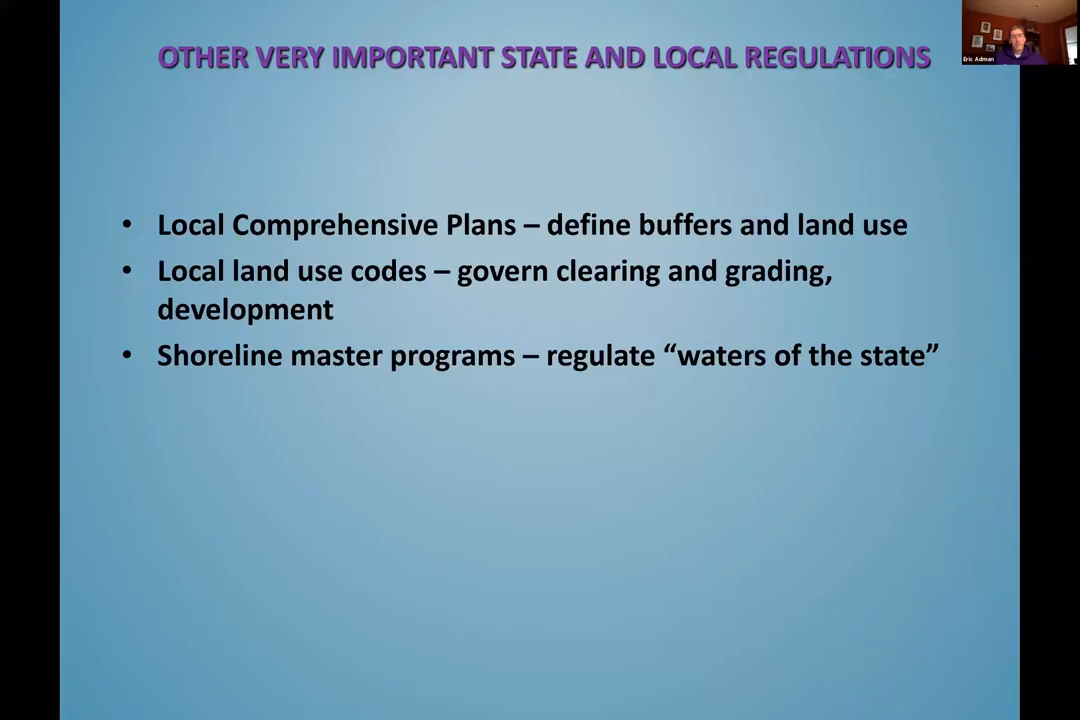 OTHER VERY IMPORTANT STATE AND LOCAL REGULATIONS
Eric Adman
• Local Comprehensive Plans – define buffers and land use
• Local land use codes – govern clearing and grading,
development
• Shoreline master programs – regulate “waters of the state”